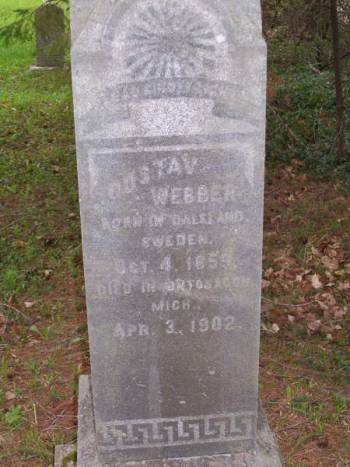 GUSTAV
WEBBER
BORN IN DALSLAND,
SWEDEN,
OCT. 4, 1859
DIED IN ONTONAGON
MICH.,
APR. 3, 1902.